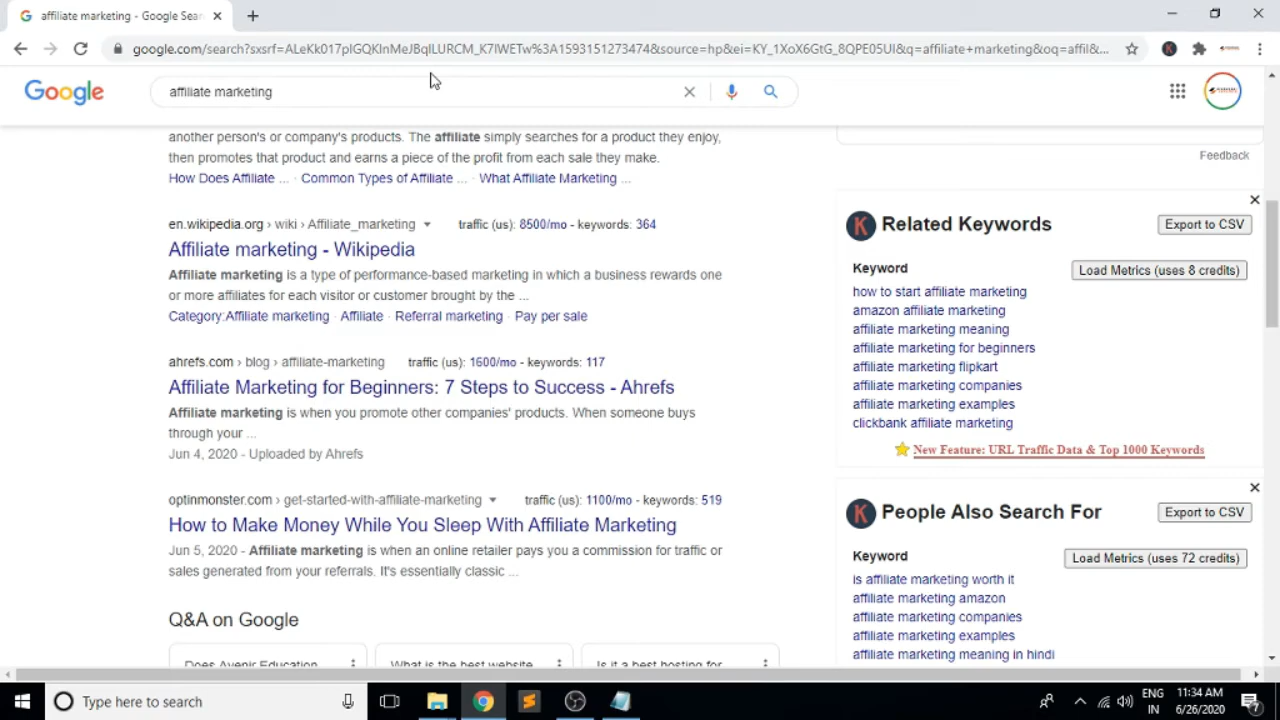 affiliate marketing - Google Sear
google.com/search?sxsrf=ALeKk017pIGQKInMeJBqILURCM_K7IWETw%3A1593151273474&source=hp&ei=KY_1XoX6GtG_8QPE05UI&q=affiliate+marketing&oq=affil&...
Google
affiliate marketing
another person's or company's products. The affiliate simply searches for a product they enjoy,
then promotes that product and earns a piece of the profit from each sale they make.
How Does Affiliate ... · Common Types of Affiliate ... · What Affiliate Marketing ...
en.wikipedia.org › wiki › Affiliate_marketing traffic (us): 8500/mo - keywords: 364
Affiliate marketing - Wikipedia
Affiliate marketing is a type of performance-based marketing in which a business rewards one
or more affiliates for each visitor or customer brought by the ...
Category:Affiliate marketing · Affiliate · Referral marketing · Pay per sale
ahrefs.com › blog › affiliate-marketing traffic (us): 1600/mo - keywords: 117
Affiliate Marketing for Beginners: 7 Steps to Success - Ahrefs
Affiliate marketing is when you promote other companies' products. When someone buys
through your ...
Jun 4, 2020 - Uploaded by Ahrefs
optinmonster.com › get-started-with-affiliate-marketing traffic (us): 1100/mo - keywords: 519
How to Make Money While You Sleep With Affiliate Marketing
Jun 5, 2020 - Affiliate marketing is when an online retailer pays you a commission for traffic or
sales generated from your referrals. It's essentially classic ...
Q&A on Google
Does Avenir Education
What is the best website
Is it a best hosting for
Feedback
K Related Keywords
Export to CSV
Keyword
Load Metrics (uses 8 credits)
how to start affiliate marketing
amazon affiliate marketing
affiliate marketing meaning
affiliate marketing for beginners
affiliate marketing flipkart
affiliate marketing companies
affiliate marketing examples
clickbank affiliate marketing
New Feature: URL Traffic Data & Top 1000 Keywords
K People Also Search For
Export to CSV
Keyword
Load Metrics (uses 72 credits)
is affiliate marketing worth it
affiliate marketing amazon
affiliate marketing companies
affiliate marketing examples
affiliate marketing meaning in hindi
Type here to search
ENG
IN
11:34 AM
6/26/2020
7